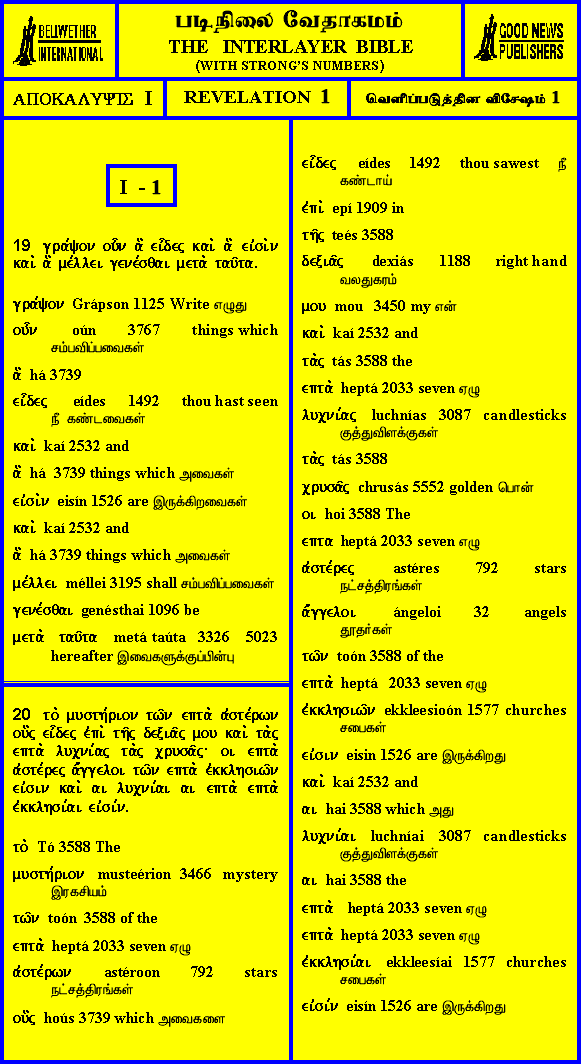 BELLWETHER
INTERNATIONAL
படிநிலை வேதாகமம்
THE INTERLAYER BIBLE
(WITH STRONG'S NUMBERS)
GOOD NEWS
PUBLISHERS
ΑΠΟΚΑΛΥΨΙΣ I
REVELATION 1
வெளிப்படுத்தின விசேஷம் 1
I - 1
19 γράψον οὖν ἃ εἶδες καὶ ἃ εἰσὶν
καὶ ἃ μέλλει γενέσθαι μετὰ ταῦτα.
γράψον Grápson 1125 Write எழுது
οὖν oún 3767 things which
சம்பவிப்பவைகள்
ἃ há 3739
εἶδες eídes 1492 thou hast seen
நீ கண்டவைகள்
καὶ kaí 2532 and
ἃ há 3739 things which அவைகள்
εἰσὶν eisín 1526 are இருக்கிறவைகள்
καὶ kaí 2532 and
ἃ há 3739 things which அவைகள்
μέλλει méllei 3195 shall சம்பவிப்பவைகள்
γενέσθαι genésthai 1096 be
μετὰ ταῦτα metá taúta 3326 5023
hereafter இவைகளுக்குப்பின்பு
20 τὸ μυστήριον τῶν επτὰ ἀστέρων
οὓς εἶδες ἐπὶ τῆς δεξιᾶς μου καὶ τὰς
επτὰ λυχνίας τὰς χρυσᾶς· οι επτὰ
ἀστέρες ἄγγελοι τῶν επτὰ ἐκκλησιῶν
εἰσιν καὶ αι λυχνίαι αι επτὰ επτὰ
ἐκκλησίαι εἰσίν.
τὸ Tó 3588 The
μυστήριον musteérion 3466 mystery
இரகசியம்
τῶν toón 3588 of the
επτὰ heptá 2033 seven ஏழு
ἀστέρων astéroon 792 stars
நட்சத்திரங்கள்
οὓς hoús 3739 which அவைகளை
εἶδες eídes 1492 thou sawest நீ
கண்டாய்
ἐπὶ epí 1909 in
τῆς teés 3588
δεξιᾶς dexiás 1188 right hand
வலதுகரம்
μου mou 3450 my என்
καὶ kaí 2532 and
τὰς tás 3588 the
επτὰ heptá 2033 seven ஏழு
λυχνίας luchnías 3087 candlesticks
குத்துவிளக்குகள்
τὰς tás 3588
χρυσᾶς chrusás 5552 golden பொன்
οι hoi 3588 The
επτα heptá 2033 seven ஏழு
ἀστέρες astéres 792 stars
நட்சத்திரங்கள்
ἄγγελοι ángeloi 32 angels
தூதர்கள்
τῶν toón 3588 of the
επτὰ heptá 2033 seven ஏழு
ἐκκλησιῶν ekkleesioón 1577 churches
சபைகள்
εἰσιν eisin 1526 are இருக்கிறது
καὶ kaí 2532 and
αι hai 3588 which அது
λυχνίαι luchníai 3087 candlesticks
குத்துவிளக்குகள்
αι hai 3588 the
επτὰ heptá 2033 seven ஏழு
επτὰ heptá 2033 seven ஏழு
ἐκκλησίαι ekkleesíai 1577 churches
சபைகள்
εἰσίν eisín 1526 are இருக்கிறது